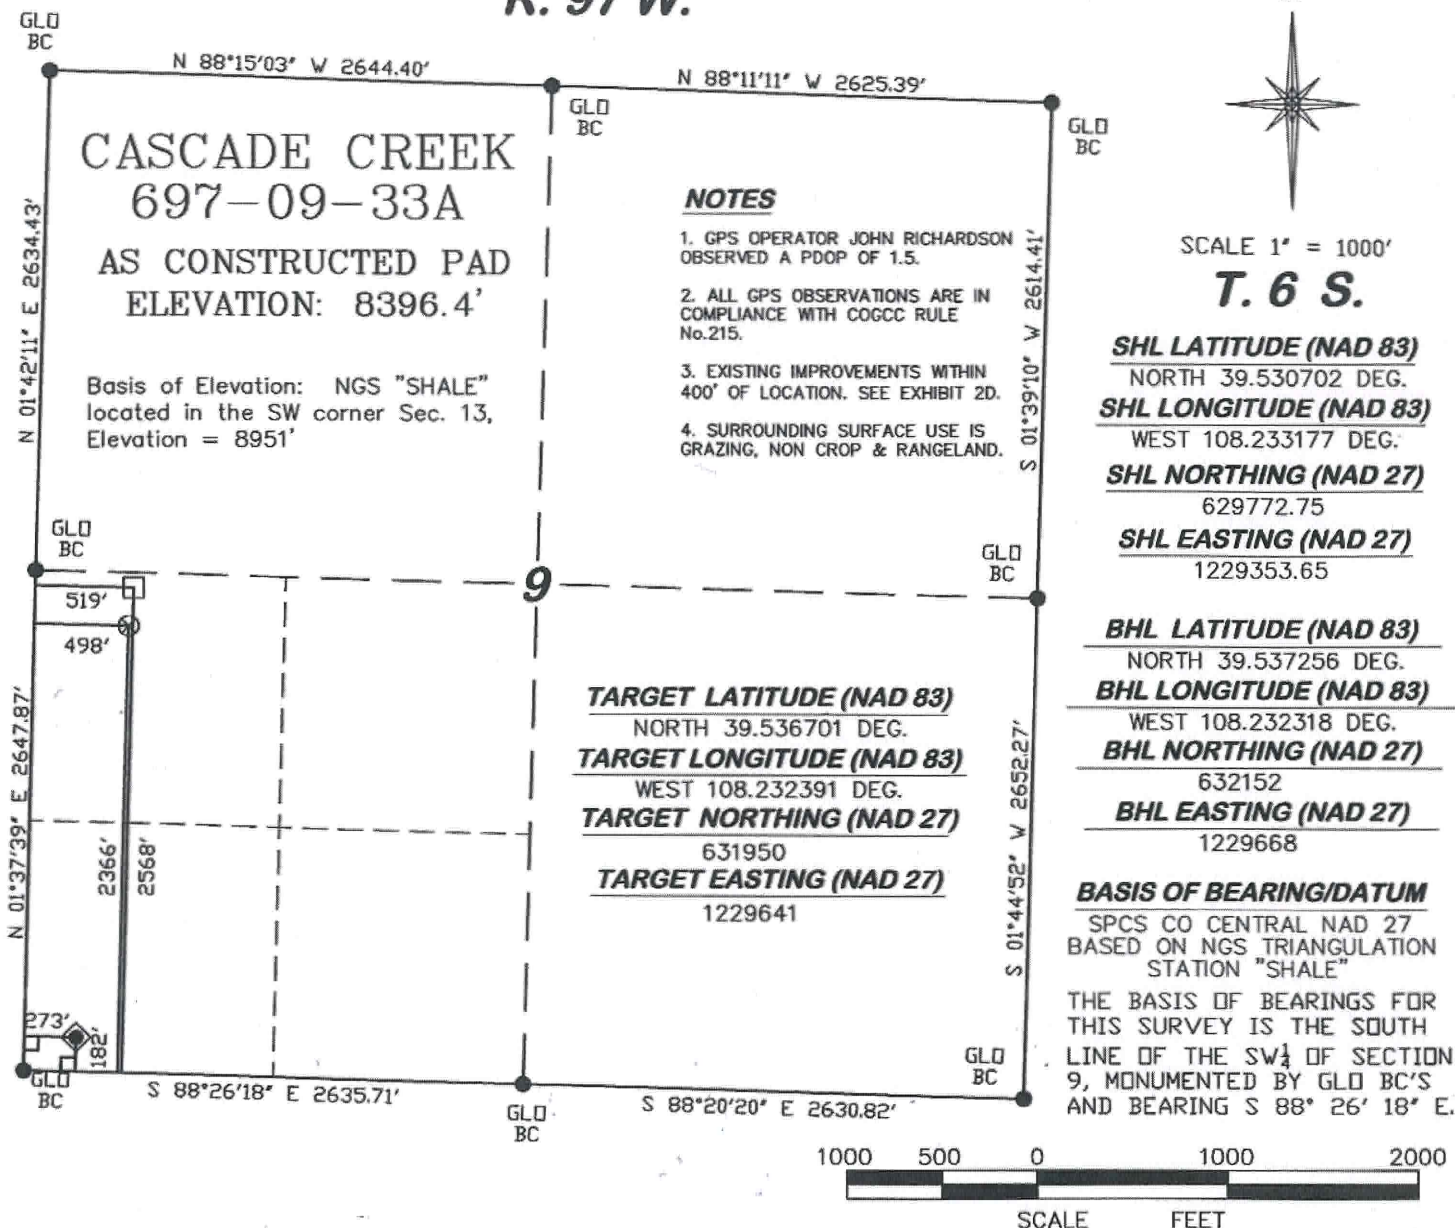 R. 97 W.
GLO
BC
N 88°15'03" W 2644.40'
N 88°11'11" W 2625.39'
GLO
BC
GLO
BC
CASCADE CREEK
697-09-33A
AS CONSTRUCTED PAD
ELEVATION: 8396.4'
Basis of Elevation: NGS "SHALE"
located in the SW corner Sec. 13,
Elevation = 8951'
N 01°42'11" E 2634.43'
NOTES
1. GPS OPERATOR JOHN RICHARDSON
OBSERVED A PDOP OF 1.5.
2. ALL GPS OBSERVATIONS ARE IN
COMPLIANCE WITH COGCC RULE
No.215.
3. EXISTING IMPROVEMENTS WITHIN
400' OF LOCATION. SEE EXHIBIT 2D.
4. SURROUNDING SURFACE USE IS
GRAZING, NON CROP & RANGELAND.
S 01°39'10" W 2614.41'
SCALE 1" = 1000'
T. 6 S.
SHL LATITUDE (NAD 83)
NORTH 39.530702 DEG.
SHL LONGITUDE (NAD 83)
WEST 108.233177 DEG.
SHL NORTHING (NAD 27)
629772.75
SHL EASTING (NAD 27)
1229353.65
BHL LATITUDE (NAD 83)
NORTH 39.537256 DEG.
BHL LONGITUDE (NAD 83)
WEST 108.232318 DEG.
BHL NORTHING (NAD 27)
632152
BHL EASTING (NAD 27)
1229668
GLO
BC
GLO
BC
9
519'
498'
N 01°37'39" E 2647.87'
2366'
2568'
TARGET LATITUDE (NAD 83)
NORTH 39.536701 DEG.
TARGET LONGITUDE (NAD 83)
WEST 108.232391 DEG.
TARGET NORTHING (NAD 27)
631950
TARGET EASTING (NAD 27)
1229641
S 01°44'52" W 2652.27'
BASIS OF BEARING/DATUM
SPCS CO CENTRAL NAD 27
BASED ON NGS TRIANGULATION
STATION "SHALE"
THE BASIS OF BEARINGS FOR
THIS SURVEY IS THE SOUTH
LINE OF THE SW¼ OF SECTION
9, MONUMENTED BY GLO BC'S
AND BEARING S 88° 26' 18" E.
273'
182'
GLO
BC
S 88°26'18" E 2635.71'
GLO
BC
S 88°20'20" E 2630.82'
GLO
BC
1000 500 0 1000 2000
SCALE FEET